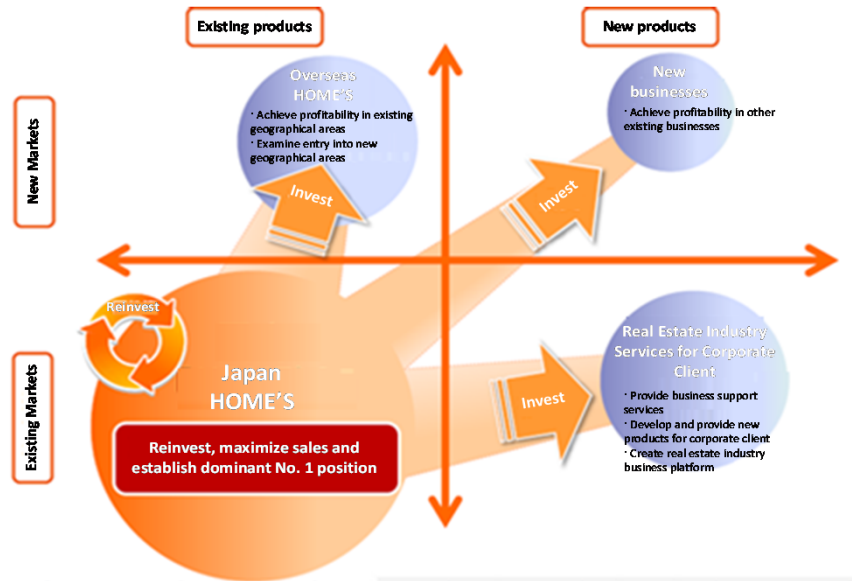 Existing products
New products
New Markets
Overseas
HOME'S
· Achieve profitability in existing
geographical areas
· Examine entry into new
geographical areas
Invest
New
businesses
· Achieve profitability in other
existing businesses
Invest
Existing Markets
Reinvest
Japan
HOME'S
Reinvest, maximize sales and
establish dominant No. 1 position
Invest
Real Estate Industry
Services for Corporate
Client
· Provide business support
services
· Develop and provide new
products for corporate client
· Create real estate industry
business platform